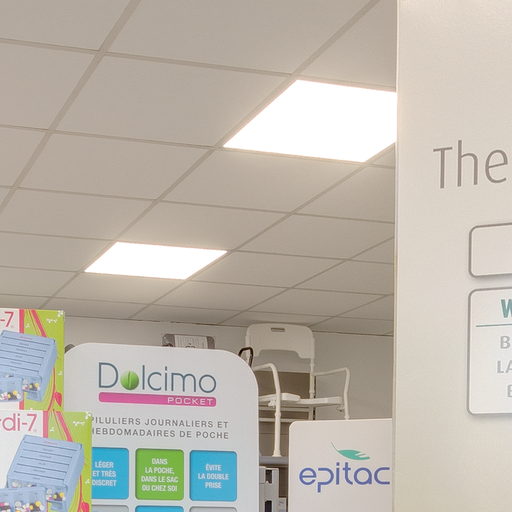 The
W
B
LA
E
-7
Dolcimo
POCKET
PILULIERS JOURNALIERS ET
HEBDOMADAIRES DE POCHE
di-7
LÉGER
ET TRÈS
DISCRET
DANS
LA POCHE,
DANS LE SAC
OU CHEZ SOI
ÉVITE
LA DOUBLE
PRISE
epitac